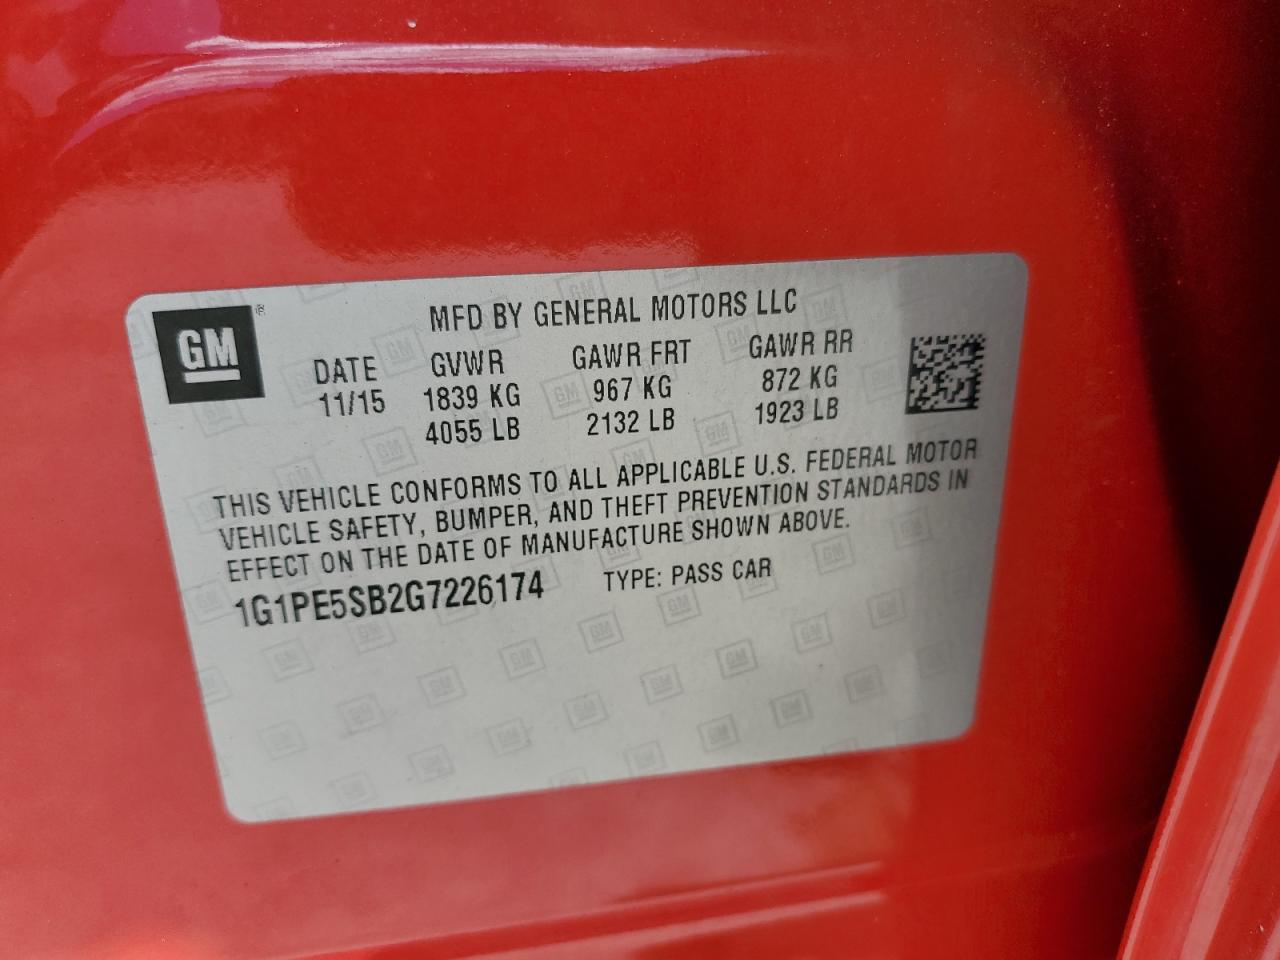 GM
MFD BY GENERAL MOTORS LLC
DATE GVWR GAWR FRT GAWR RR
11/15 1839 KG 967 KG 872 KG
4055 LB 2132 LB 1923 LB
THIS VEHICLE CONFORMS TO ALL APPLICABLE U.S. FEDERAL MOTOR
VEHICLE SAFETY, BUMPER, AND THEFT PREVENTION STANDARDS IN
EFFECT ON THE DATE OF MANUFACTURE SHOWN ABOVE.
1G1PE5SB2G7226174 TYPE: PASS CAR